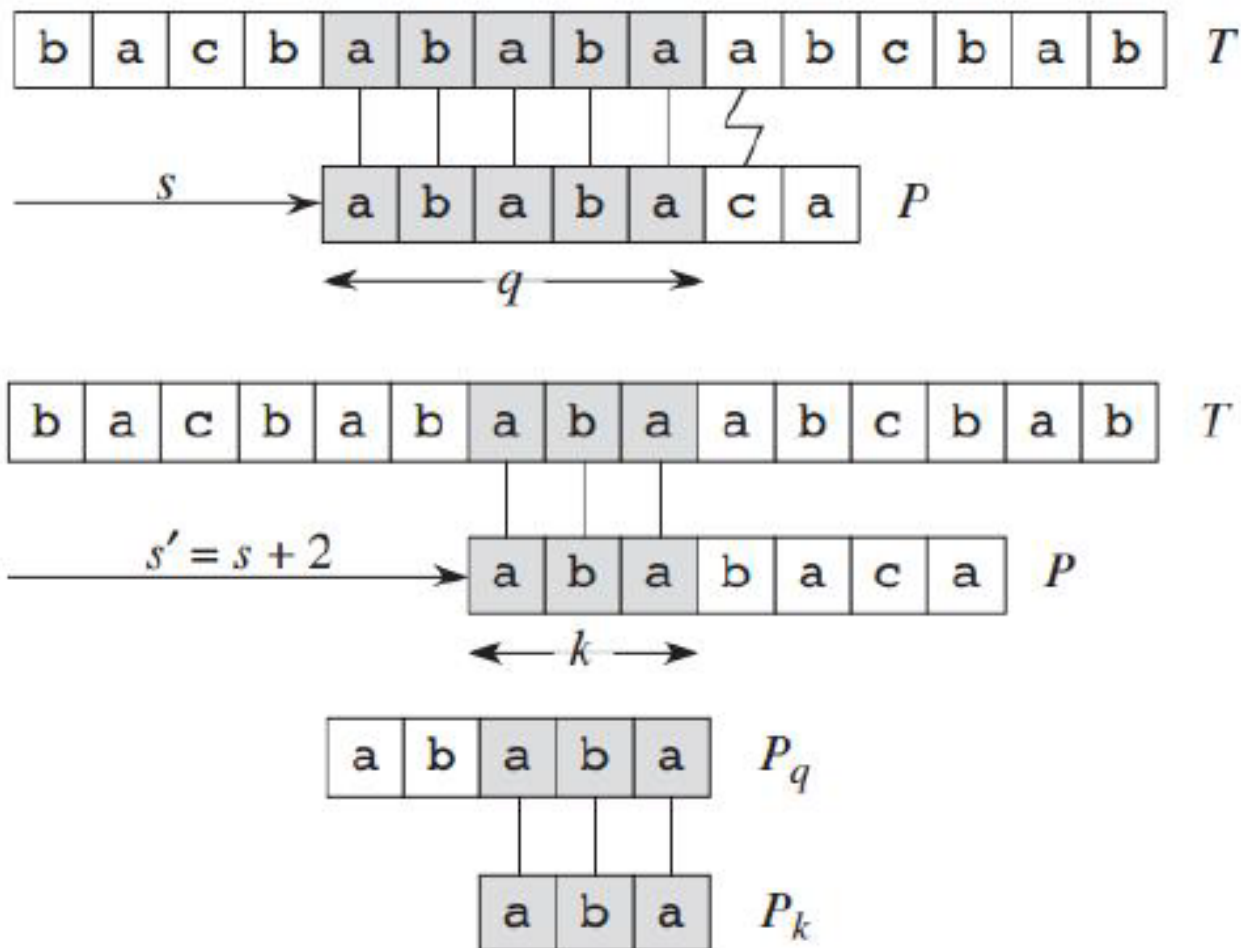 b a c b a b a b a a b c b a b T
s a b a b a c a P
q
b a c b a b a b a a b c b a b T
s′ = s + 2 a b a b a c a P
k
a b a b a P_q
a b a P_k